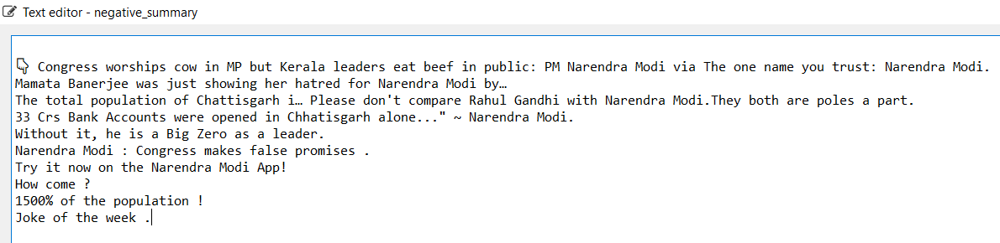 Text editor - negative_summary
👇 Congress worships cow in MP but Kerala leaders eat beef in public: PM Narendra Modi via The one name you trust: Narendra Modi.
Mamata Banerjee was just showing her hatred for Narendra Modi by…
The total population of Chattisgarh i… Please don't compare Rahul Gandhi with Narendra Modi.They both are poles a part.
33 Crs Bank Accounts were opened in Chhatisgarh alone..." ~ Narendra Modi.
Without it, he is a Big Zero as a leader.
Narendra Modi : Congress makes false promises .
Try it now on the Narendra Modi App!
How come ?
1500% of the population !
Joke of the week .